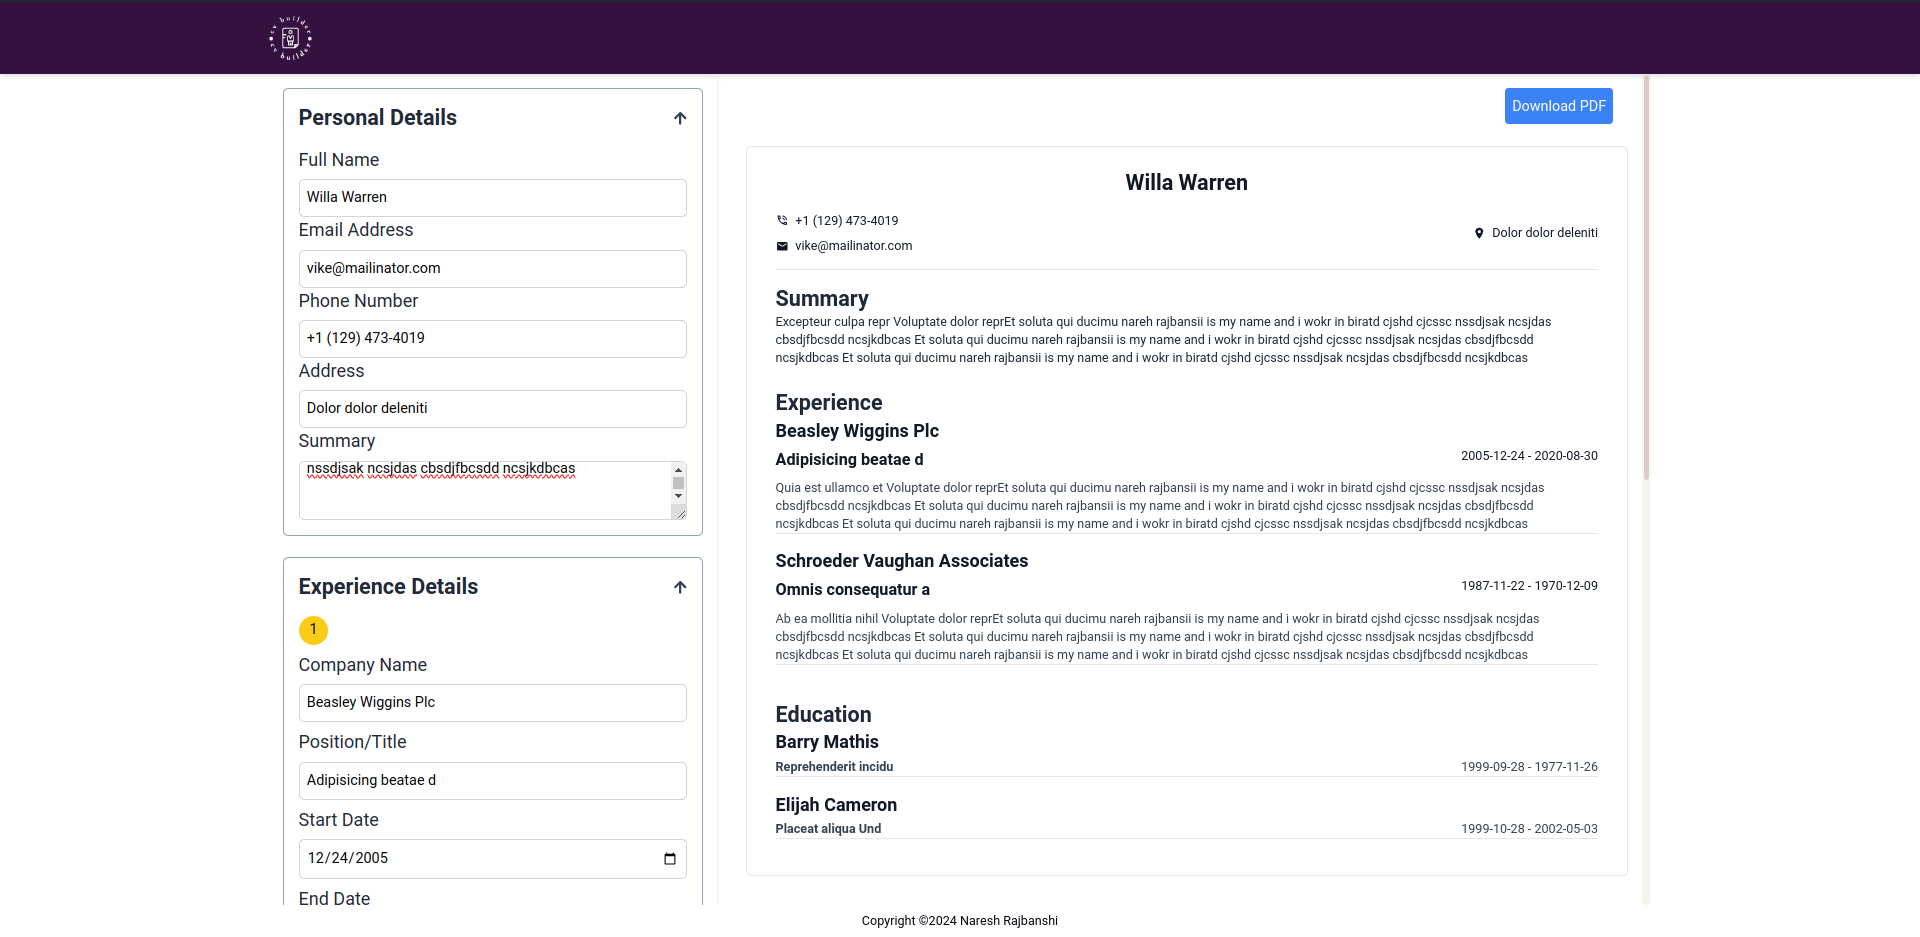 cv builder
cv builder
Personal Details
Full Name
Willa Warren
Email Address
vike@mailinator.com
Phone Number
+1 (129) 473-4019
Address
Dolor dolor deleniti
Summary
nssdjsak ncsjdas cbsdjfbcsdd ncsjkdbcas
Experience Details
1
Company Name
Beasley Wiggins Plc
Position/Title
Adipisicing beatae d
Start Date
12/24/2005
End Date
Download PDF
Willa Warren
+1 (129) 473-4019
vike@mailinator.com
Dolor dolor deleniti
Summary
Excepteur culpa repr Voluptate dolor reprEt soluta qui ducimu nareh rajbansii is my name and i wokr in biratd cjshd cjcssc nssdjsak ncsjdas
cbsdjfbcsdd ncsjkdbcas Et soluta qui ducimu nareh rajbansii is my name and i wokr in biratd cjshd cjcssc nssdjsak ncsjdas cbsdjfbcsdd
ncsjkdbcas Et soluta qui ducimu nareh rajbansii is my name and i wokr in biratd cjshd cjcssc nssdjsak ncsjdas cbsdjfbcsdd ncsjkdbcas
Experience
Beasley Wiggins Plc
Adipisicing beatae d
2005-12-24 - 2020-08-30
Quia est ullamco et Voluptate dolor reprEt soluta qui ducimu nareh rajbansii is my name and i wokr in biratd cjshd cjcssc nssdjsak ncsjdas
cbsdjfbcsdd ncsjkdbcas Et soluta qui ducimu nareh rajbansii is my name and i wokr in biratd cjshd cjcssc nssdjsak ncsjdas cbsdjfbcsdd
ncsjkdbcas Et soluta qui ducimu nareh rajbansii is my name and i wokr in biratd cjshd cjcssc nssdjsak ncsjdas cbsdjfbcsdd ncsjkdbcas
Schroeder Vaughan Associates
Omnis consequatur a
1987-11-22 - 1970-12-09
Ab ea mollitia nihil Voluptate dolor reprEt soluta qui ducimu nareh rajbansii is my name and i wokr in biratd cjshd cjcssc nssdjsak ncsjdas
cbsdjfbcsdd ncsjkdbcas Et soluta qui ducimu nareh rajbansii is my name and i wokr in biratd cjshd cjcssc nssdjsak ncsjdas cbsdjfbcsdd
ncsjkdbcas Et soluta qui ducimu nareh rajbansii is my name and i wokr in biratd cjshd cjcssc nssdjsak ncsjdas cbsdjfbcsdd ncsjkdbcas
Education
Barry Mathis
Reprehenderit incidu
1999-09-28 - 1977-11-26
Elijah Cameron
Placeat aliqua Und
1999-10-28 - 2002-05-03
Copyright ©2024 Naresh Rajbanshi